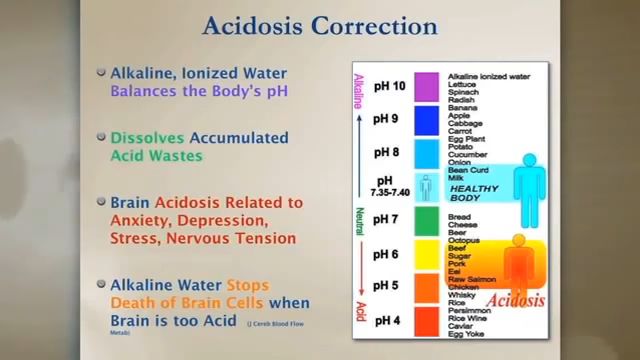 Acidosis Correction
Alkaline, Ionized Water
Balances the Body's pH
Dissolves Accumulated
Acid Wastes
Brain Acidosis Related to
Anxiety, Depression,
Stress, Nervous Tension
Alkaline Water Stops
Death of Brain Cells when
Brain is too Acid (J Cereb Blood Flow
Metab)
Alkaline
Neutral
Acid
pH 10
pH 9
pH 8
pH
7.35-7.40
pH 7
pH 6
pH 5
pH 4
Alkaline ionized water
Lettuce
Spinach
Radish
Banana
Apple
Cabbage
Carrot
Egg Plant
Potato
Cucumber
Onion
Bean Curd
Milk
HEALTHY
BODY
Bread
Cheese
Beer
Octopus
Beef
Sugar
Pork
Eel
Raw Salmon
Chicken
Whisky
Rice
Persimmon
Rice Wine
Caviar
Egg Yoke
Acidosis